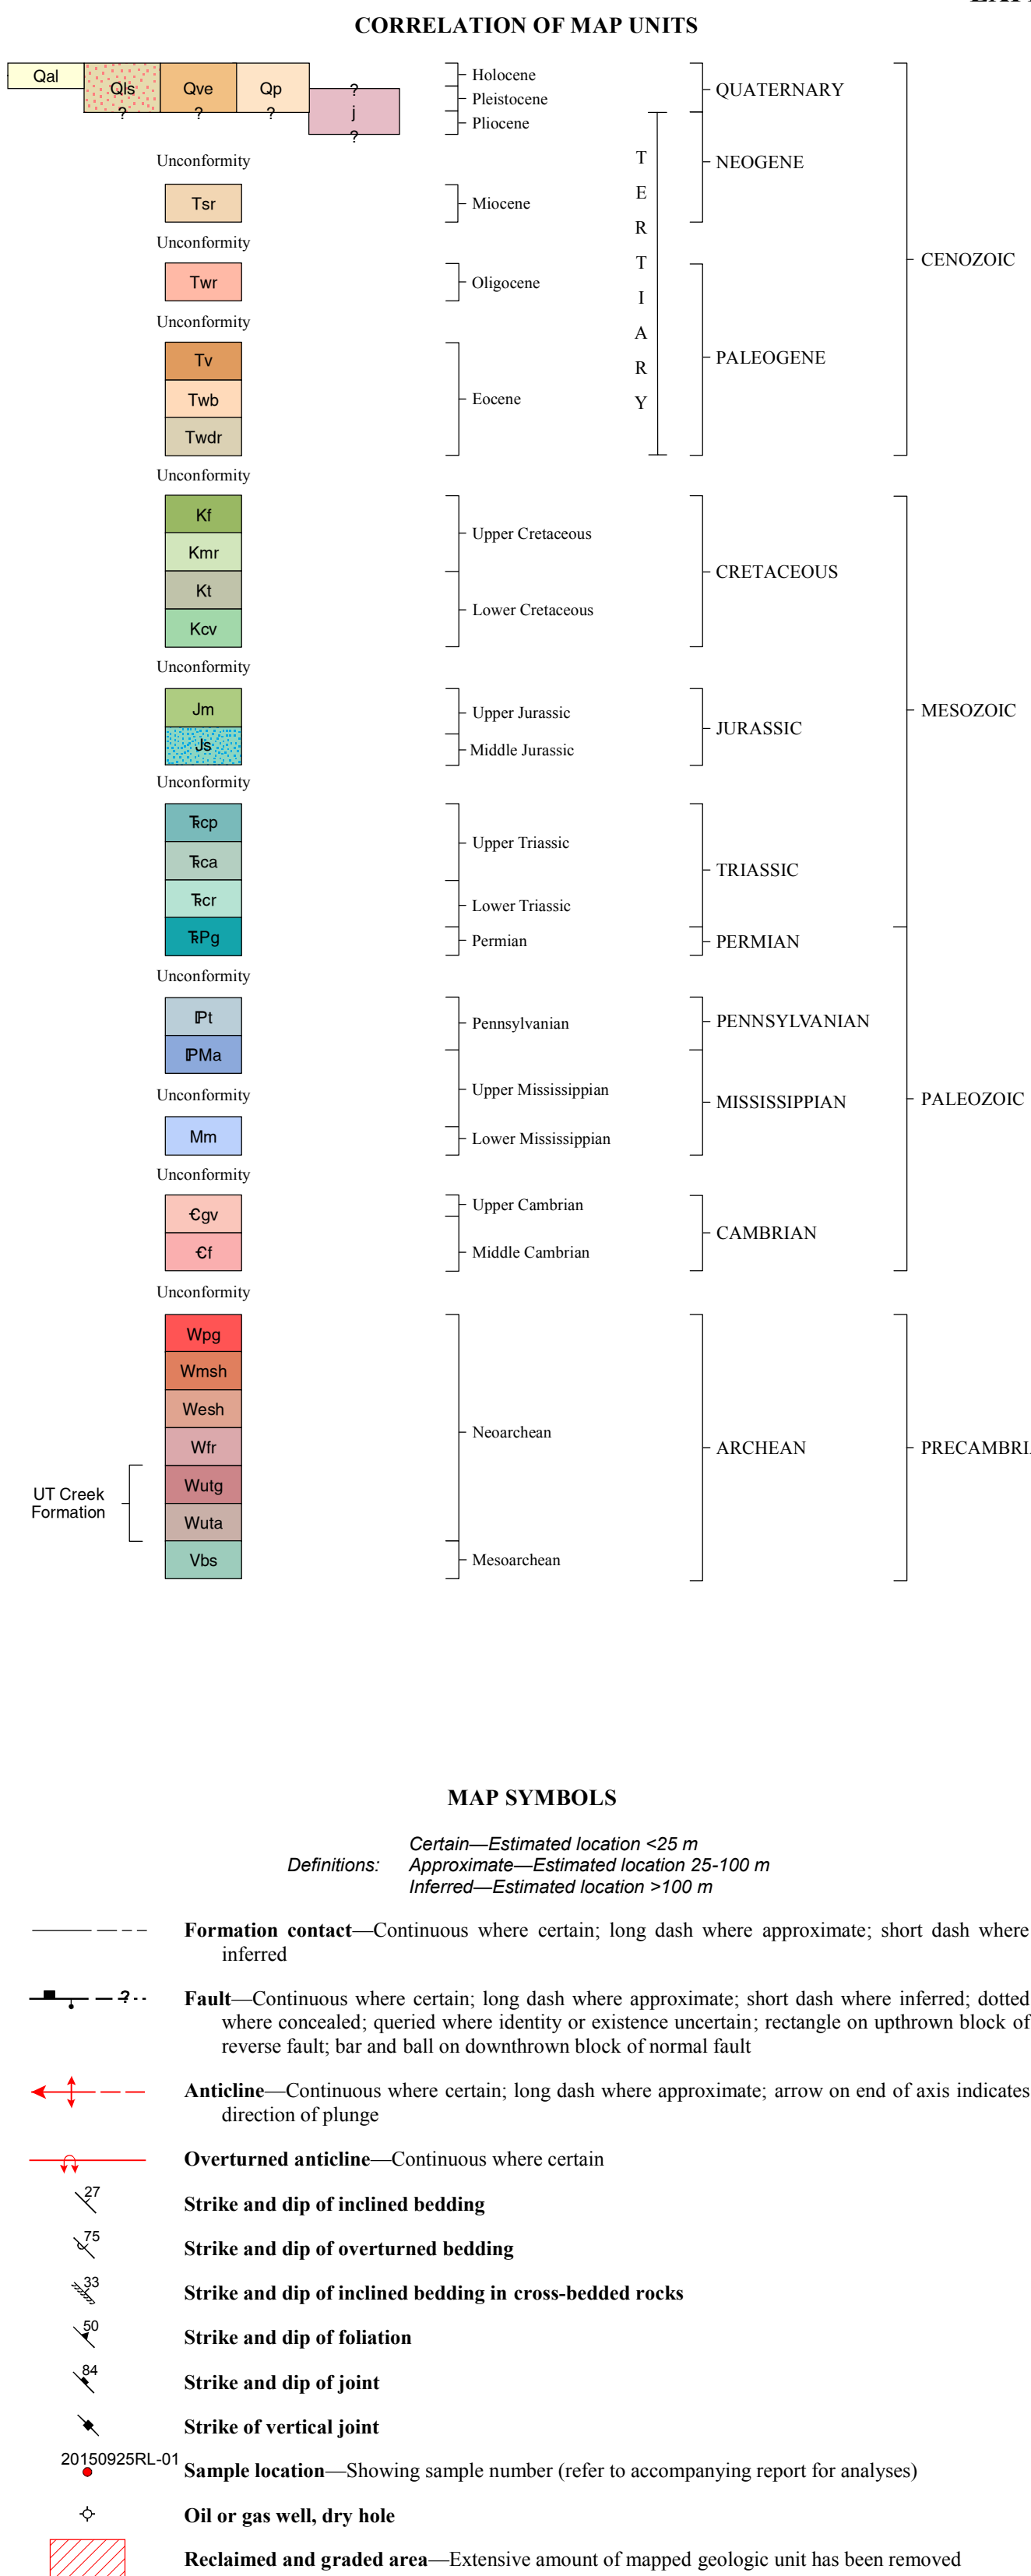 CORRELATION OF MAP UNITS
Qal
Qls
?
Qve
?
Qp
?
?
j
?
Holocene
Pleistocene
Pliocene
QUATERNARY
Unconformity
NEOGENE
Tsr
Miocene
Unconformity
TERTIARY
CENOZOIC
Twr
Oligocene
Unconformity
Tv
Twb
Twdr
Eocene
PALEOGENE
Unconformity
Kf
Kmr
Kt
Kcv
Upper Cretaceous
Lower Cretaceous
CRETACEOUS
Unconformity
Jm
Js
Upper Jurassic
Middle Jurassic
JURASSIC
MESOZOIC
Unconformity
Ꞃcp
Ꞃca
Ꞃcr
ꞂPg
Upper Triassic
Lower Triassic
Permian
TRIASSIC
PERMIAN
Unconformity
ℙt
ℙMa
Pennsylvanian
PENNSYLVANIAN
Unconformity
Upper Mississippian
MISSISSIPPIAN
PALEOZOIC
Mm
Lower Mississippian
Unconformity
Єgv
Єf
Upper Cambrian
Middle Cambrian
CAMBRIAN
Unconformity
Wpg
Wmsh
Wesh
Wfr
Wutg
Wuta
Vbs
UT Creek
Formation
Neoarchean
Mesoarchean
ARCHEAN
MAP SYMBOLS
Definitions:
Certain—Estimated location <25 m
Approximate—Estimated location 25-100 m
Inferred—Estimated location >100 m
Formation contact—Continuous where certain; long dash where approximate; short dash where
inferred
?
Fault—Continuous where certain; long dash where approximate; short dash where inferred; dotted
where concealed; queried where identity or existence uncertain; rectangle on upthrown block of
reverse fault; bar and ball on downthrown block of normal fault
Anticline—Continuous where certain; long dash where approximate; arrow on end of axis indicates
direction of plunge
Overturned anticline—Continuous where certain
27
Strike and dip of inclined bedding
75
Strike and dip of overturned bedding
33
Strike and dip of inclined bedding in cross-bedded rocks
50
Strike and dip of foliation
84
Strike and dip of joint
Strike of vertical joint
20150925RL-01
Sample location—Showing sample number (refer to accompanying report for analyses)
Oil or gas well, dry hole
Reclaimed and graded area—Extensive amount of mapped geologic unit has been removed